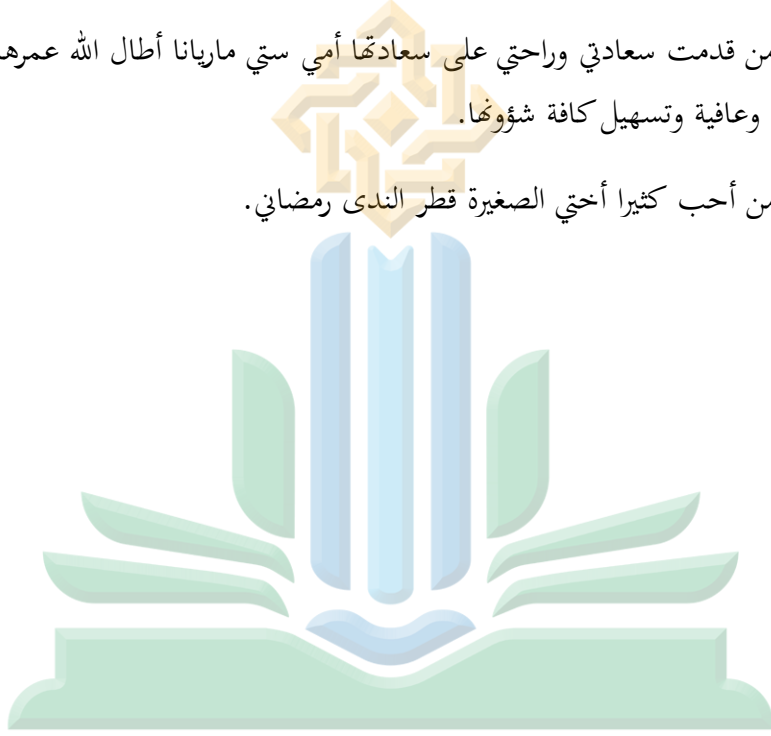 من قدمت سعادتي وراحتي على سعادتها أمي ستي ماريانا أطال الله عمرها
وعافية وتسهيل كافة شؤونها.
من أحب كثيرا أختي الصغيرة قطر الندى رمضاني.